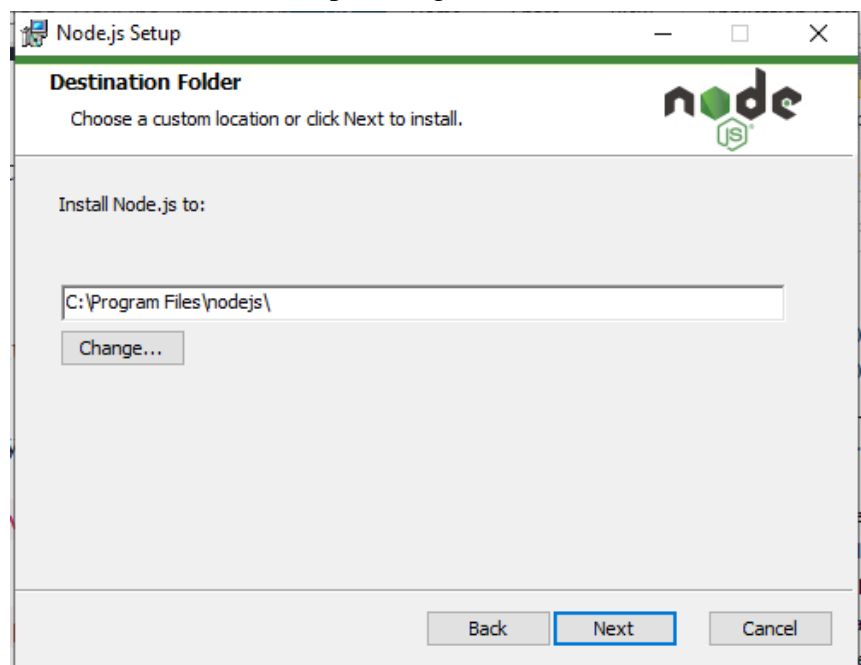 Node.js Setup
Destination Folder
Choose a custom location or click Next to install.
node
JS
Install Node.js to:
C:\Program Files\nodejs\
Change...
Back Next Cancel